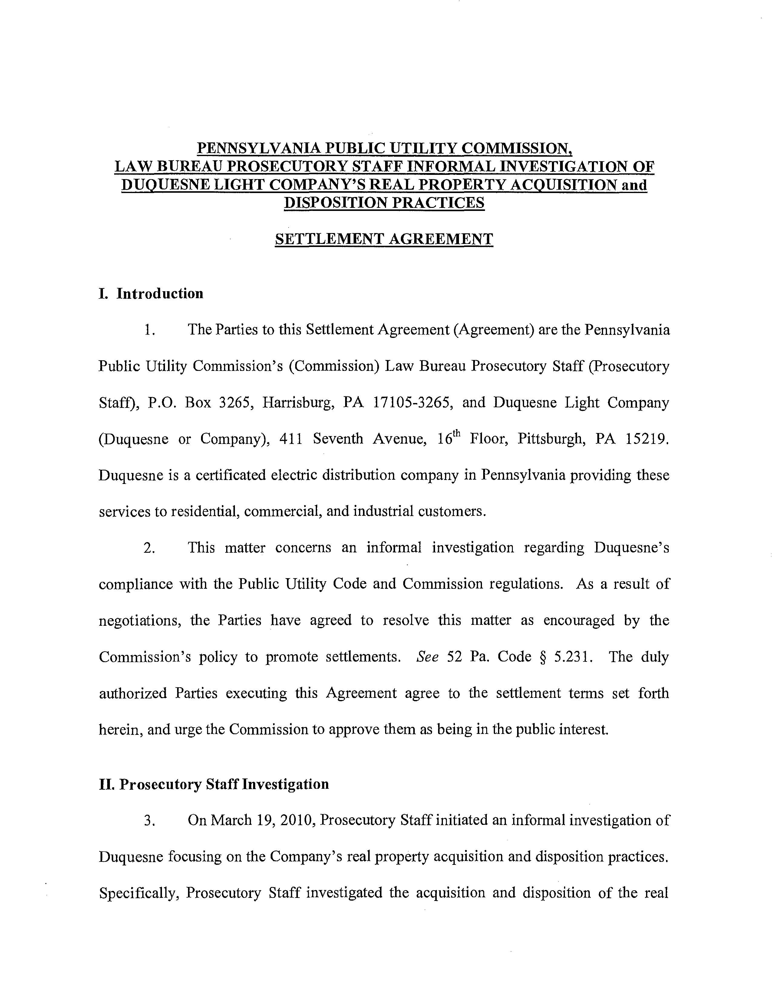 PENNSYLVANIA PUBLIC UTILITY COMMISSION,
LAW BUREAU PROSECUTORY STAFF INFORMAL INVESTIGATION OF
DUQUESNE LIGHT COMPANY'S REAL PROPERTY ACQUISITION and
DISPOSITION PRACTICES
SETTLEMENT AGREEMENT
I. Introduction
1. The Parties to this Settlement Agreement (Agreement) are the Pennsylvania
Public Utility Commission's (Commission) Law Bureau Prosecutory Staff (Prosecutory
Staff), P.O. Box 3265, Harrisburg, PA 17105-3265, and Duquesne Light Company
(Duquesne or Company), 411 Seventh Avenue, 16th Floor, Pittsburgh, PA 15219.
Duquesne is a certificated electric distribution company in Pennsylvania providing these
services to residential, commercial, and industrial customers.
2. This matter concerns an informal investigation regarding Duquesne's
compliance with the Public Utility Code and Commission regulations. As a result of
negotiations, the Parties have agreed to resolve this matter as encouraged by the
Commission's policy to promote settlements. See 52 Pa. Code § 5.231. The duly
authorized Parties executing this Agreement agree to the settlement terms set forth
herein, and urge the Commission to approve them as being in the public interest.
II. Prosecutory Staff Investigation
3. On March 19, 2010, Prosecutory Staff initiated an informal investigation of
Duquesne focusing on the Company's real property acquisition and disposition practices.
Specifically, Prosecutory Staff investigated the acquisition and disposition of the real